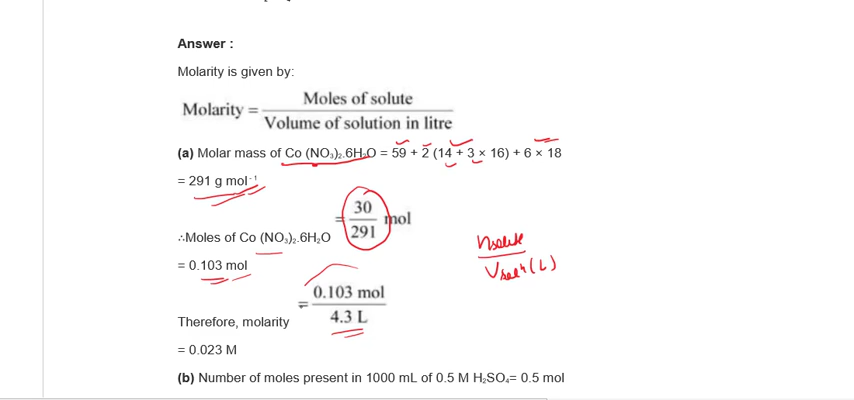 Answer :
Molarity is given by:
Molarity = Moles of solute / Volume of solution in litre
(a) Molar mass of Co (NO₃)₂.6H₂O = 59 + 2 (14 + 3 × 16) + 6 × 18
= 291 g mol⁻¹
∴Moles of Co (NO₃)₂.6H₂O = 30/291 mol
= 0.103 mol
nsolute / Vsolⁿ(L)
Therefore, molarity = 0.103 mol / 4.3 L
= 0.023 M
(b) Number of moles present in 1000 mL of 0.5 M H₂SO₄= 0.5 mol